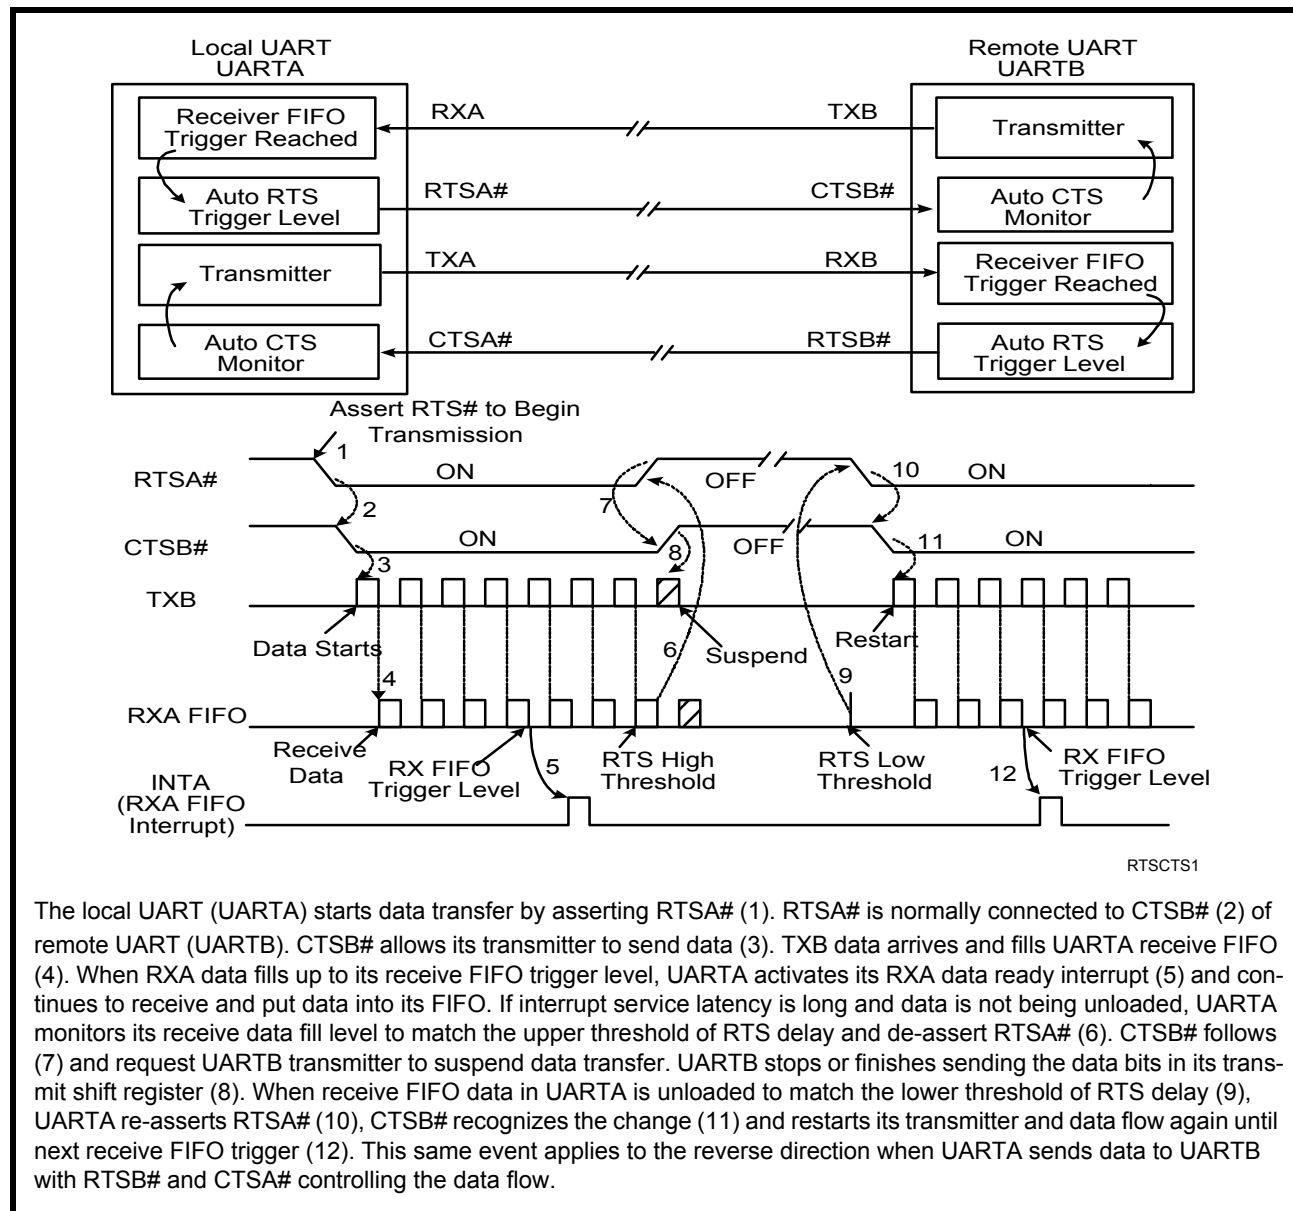 Local UART
UARTA
Remote UART
UARTB
Receiver FIFO
Trigger Reached
RXA
TXB
Transmitter
Auto RTS
Trigger Level
RTSA#
CTSB#
Auto CTS
Monitor
Transmitter
TXA
RXB
Receiver FIFO
Trigger Reached
Auto CTS
Monitor
CTSA#
RTSB#
Auto RTS
Trigger Level
Assert RTS# to Begin
Transmission
RTSA#
1
ON
7
OFF
10
ON
2
CTSB#
3
ON
8
OFF
11
ON
TXB
Data Starts
6
Suspend
Restart
4
9
RXA FIFO
Receive
Data
RX FIFO
Trigger Level
5
RTS High
Threshold
RTS Low
Threshold
12
RX FIFO
Trigger Level
INTA
(RXA FIFO
Interrupt)
RTSCTS1
The local UART (UARTA) starts data transfer by asserting RTSA# (1). RTSA# is normally connected to CTSB# (2) of
remote UART (UARTB). CTSB# allows its transmitter to send data (3). TXB data arrives and fills UARTA receive FIFO
(4). When RXA data fills up to its receive FIFO trigger level, UARTA activates its RXA data ready interrupt (5) and con-
tinues to receive and put data into its FIFO. If interrupt service latency is long and data is not being unloaded, UARTA
monitors its receive data fill level to match the upper threshold of RTS delay and de-assert RTSA# (6). CTSB# follows
(7) and request UARTB transmitter to suspend data transfer. UARTB stops or finishes sending the data bits in its trans-
mit shift register (8). When receive FIFO data in UARTA is unloaded to match the lower threshold of RTS delay (9),
UARTA re-asserts RTSA# (10), CTSB# recognizes the change (11) and restarts its transmitter and data flow again until
next receive FIFO trigger (12). This same event applies to the reverse direction when UARTA sends data to UARTB
with RTSB# and CTSA# controlling the data flow.